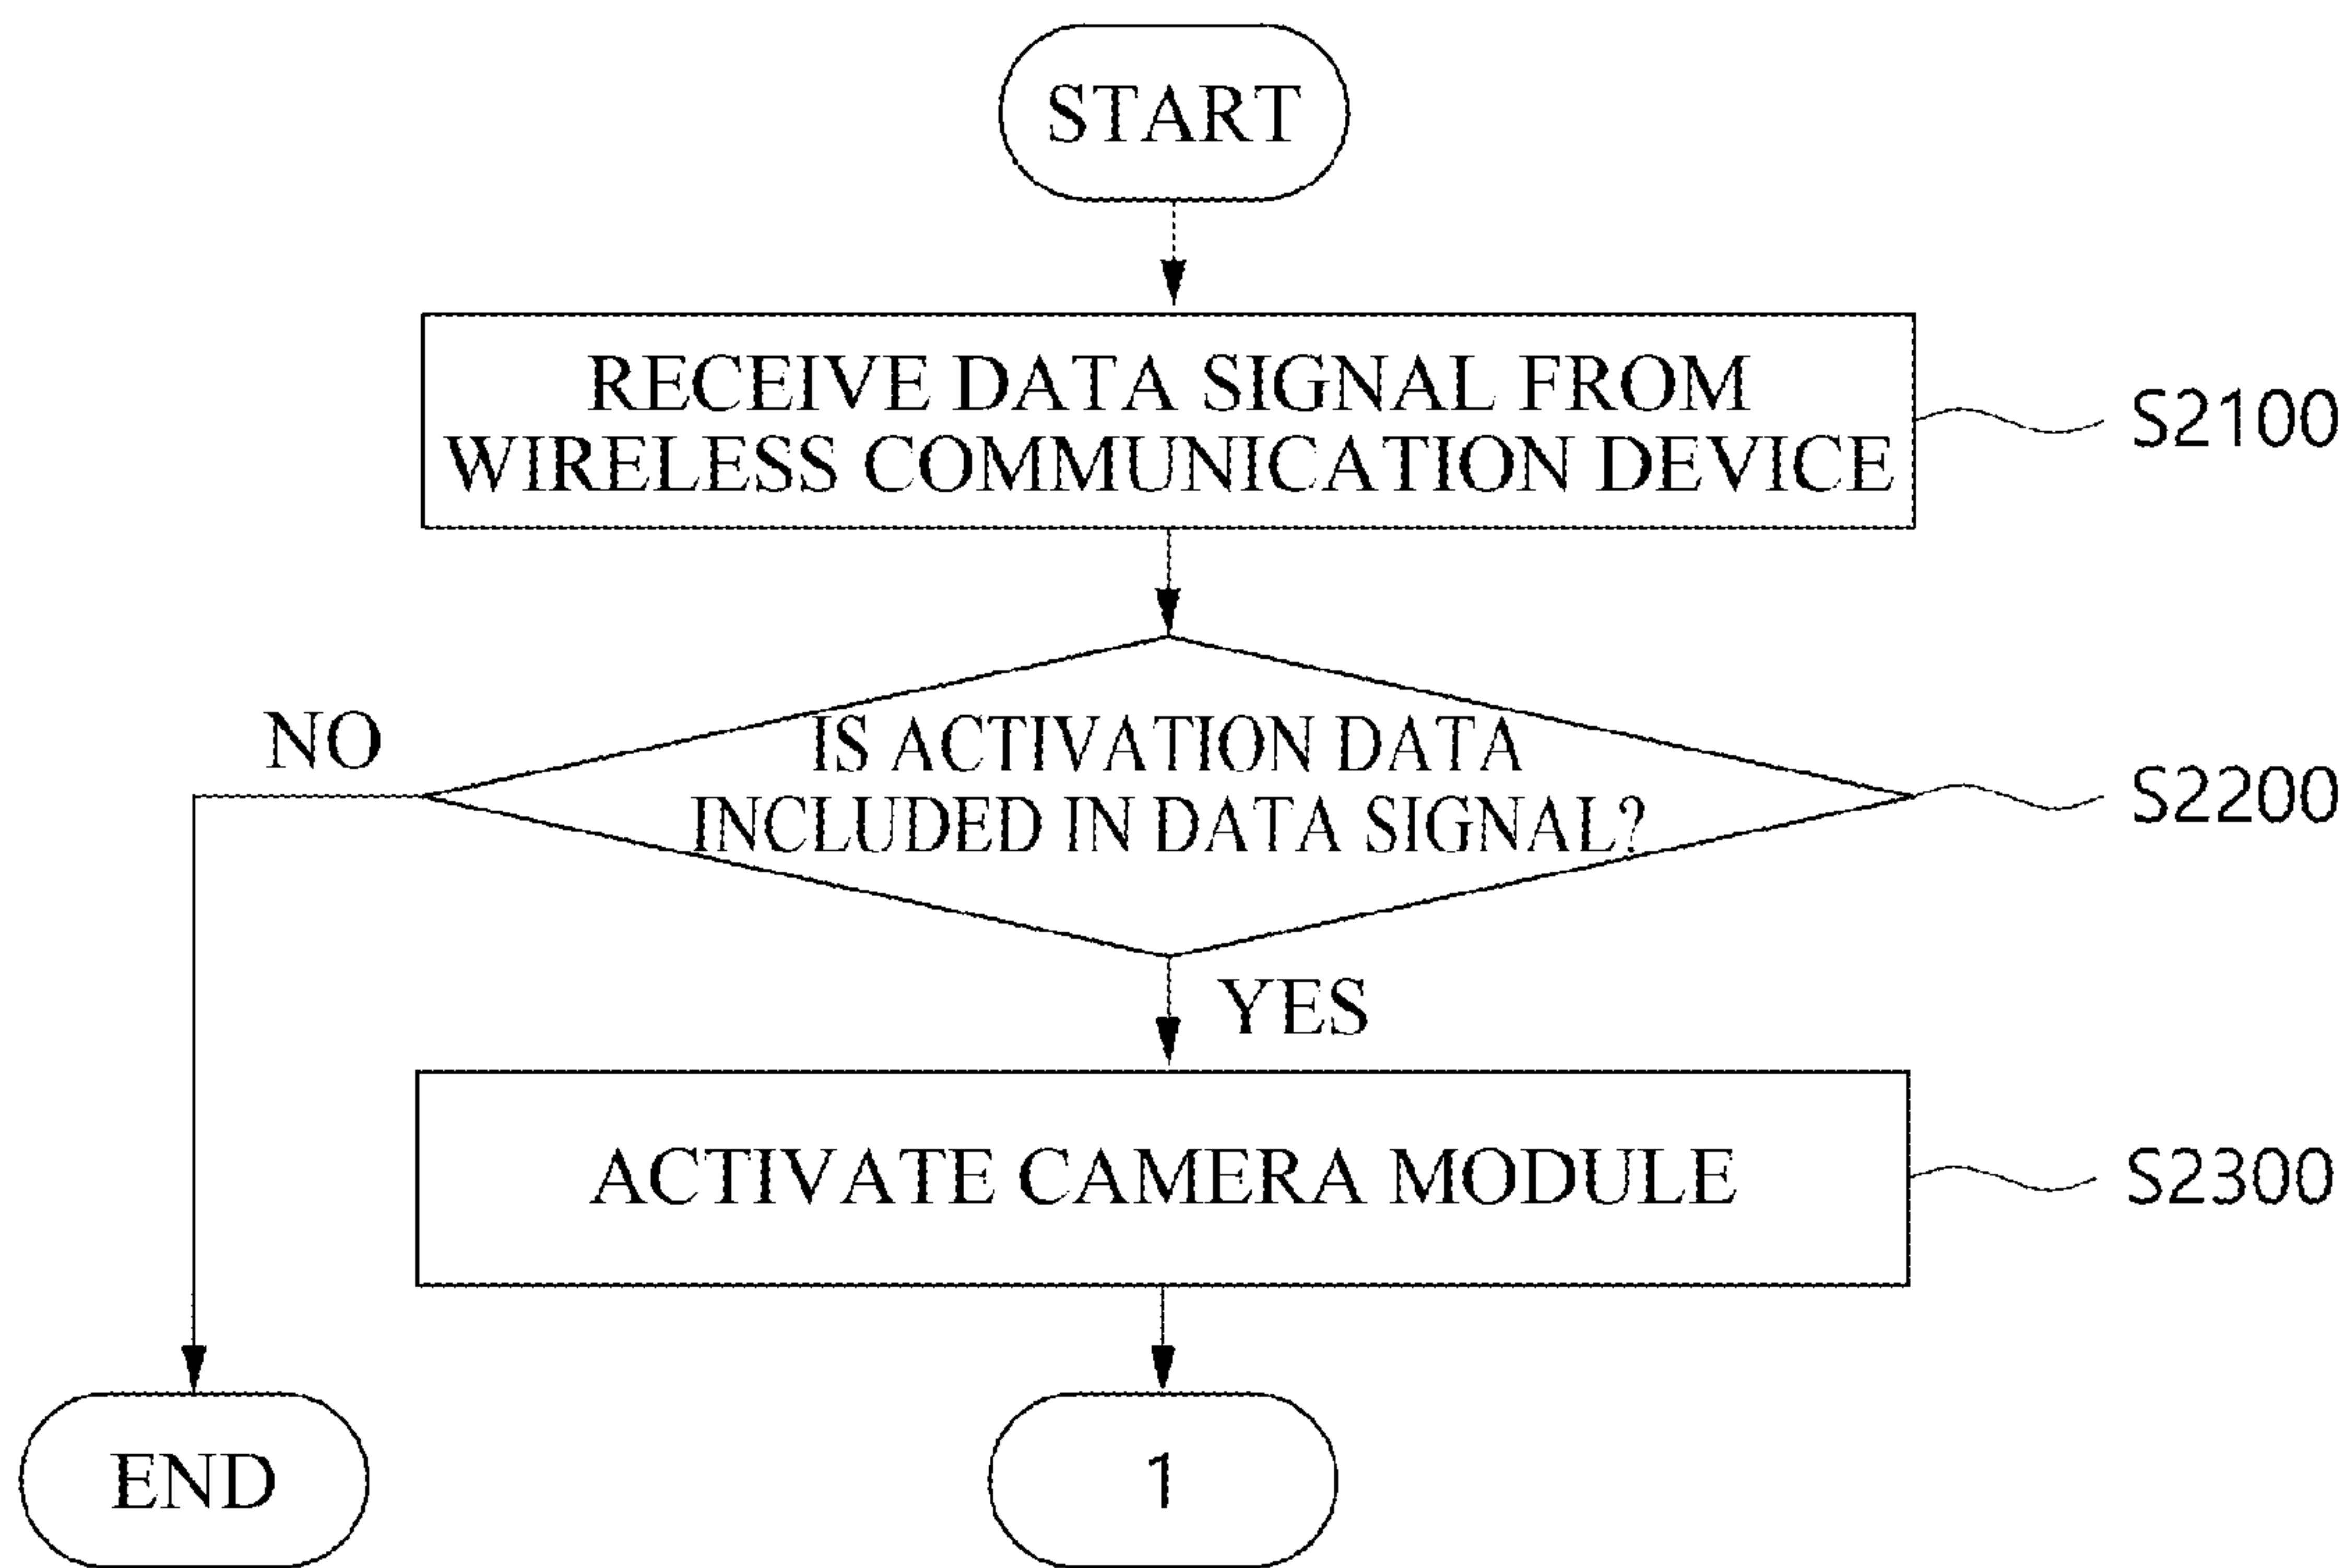 START
RECEIVE DATA SIGNAL FROM
WIRELESS COMMUNICATION DEVICE
S2100
NO
IS ACTIVATION DATA
INCLUDED IN DATA SIGNAL?
S2200
YES
ACTIVATE CAMERA MODULE
S2300
END
1